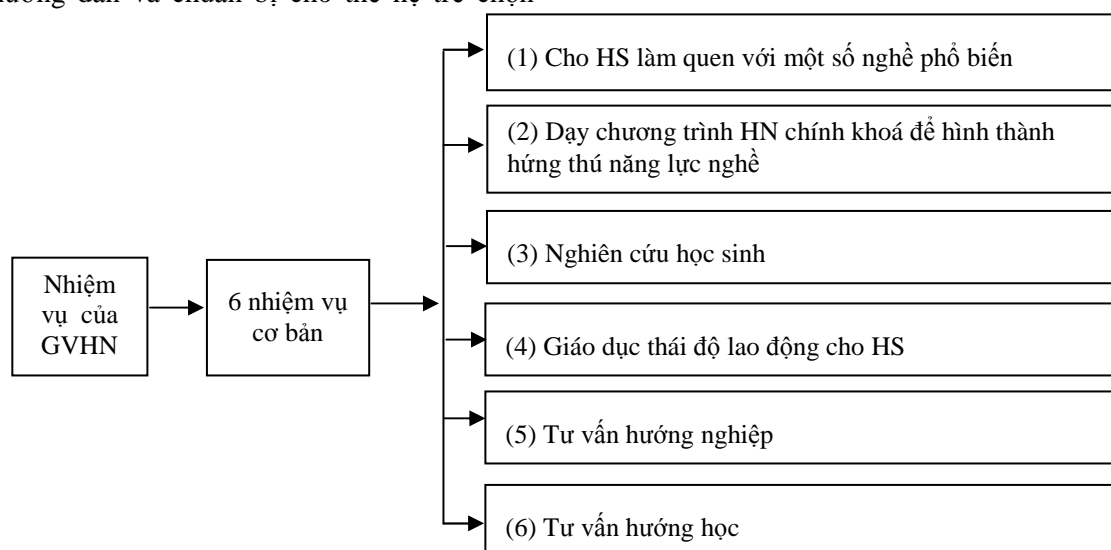 hướng dẫn và chuẩn bị cho thế hệ trẻ chọn
(1) Cho HS làm quen với một số nghề phổ biến
(2) Dạy chương trình HN chính khoá để hình thành
hứng thú năng lực nghề
(3) Nghiên cứu học sinh
Nhiệm
vụ của
GVHN
6 nhiệm vụ
cơ bản
(4) Giáo dục thái độ lao động cho HS
(5) Tư vấn hướng nghiệp
(6) Tư vấn hướng học